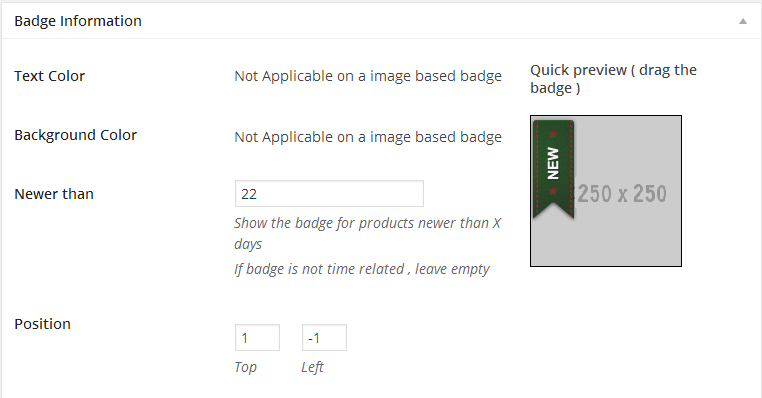 Badge Information
Text Color
Not Applicable on a image based badge
Quick preview ( drag the
badge )
Background Color
Not Applicable on a image based badge
NEW
250 x 250
Newer than
22
Show the badge for products newer than X
days
If badge is not time related , leave empty
Position
1
-1
Top
Left